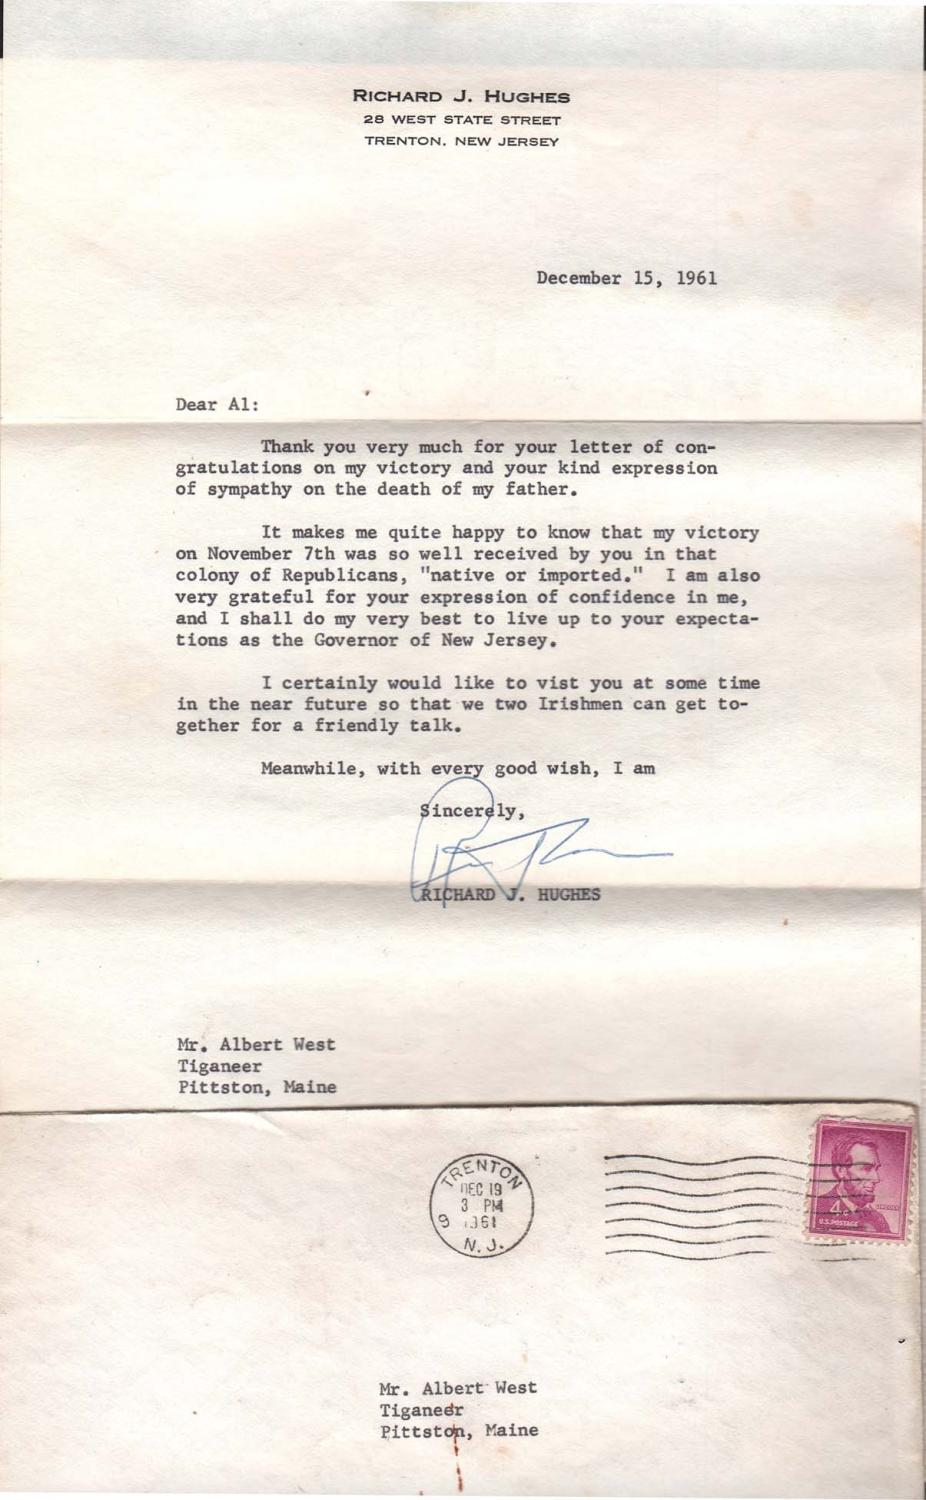 RICHARD J. HUGHES
28 WEST STATE STREET
TRENTON, NEW JERSEY
December 15, 1961
Dear Al:
Thank you very much for your letter of con-
gratulations on my victory and your kind expression
of sympathy on the death of my father.
It makes me quite happy to know that my victory
on November 7th was so well received by you in that
colony of Republicans, "native or imported." I am also
very grateful for your expression of confidence in me,
and I shall do my very best to live up to your expecta-
tions as the Governor of New Jersey.
I certainly would like to vist you at some time
in the near future so that we two Irishmen can get to-
gether for a friendly talk.
Meanwhile, with every good wish, I am
Sincerely,
RICHARD J. HUGHES
Mr. Albert West
Tiganeer
Pittston, Maine
TRENTON
DEC 19
3 PM
9 1961
N.J.
LINCOLN
4¢
U.S. POSTAGE
Mr. Albert West
Tiganeer
Pittston, Maine